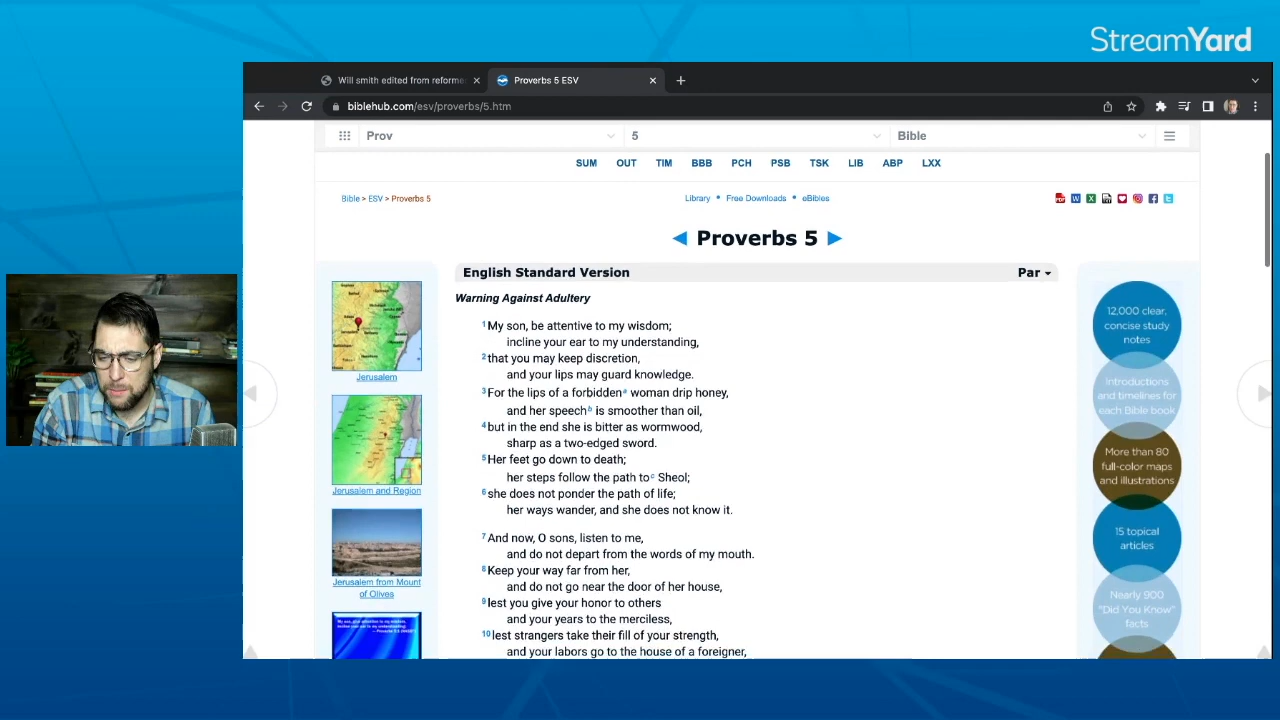 StreamYard
Will smith edited from reforme
Proverbs 5 ESV
biblehub.com/esv/proverbs/5.htm
Prov 5 Bible
SUM OUT TIM BBB PCH PSB TSK LIB ABP LXX
Bible > ESV > Proverbs 5
Library • Free Downloads • eBibles
◄ Proverbs 5 ►
English Standard Version Par
Warning Against Adultery
1 My son, be attentive to my wisdom;
incline your ear to my understanding,
2 that you may keep discretion,
and your lips may guard knowledge.
3 For the lips of a forbidden a woman drip honey,
and her speech b is smoother than oil,
4 but in the end she is bitter as wormwood,
sharp as a two-edged sword.
5 Her feet go down to death;
her steps follow the path to c Sheol;
6 she does not ponder the path of life;
her ways wander, and she does not know it.
7 And now, O sons, listen to me,
and do not depart from the words of my mouth.
8 Keep your way far from her,
and do not go near the door of her house,
9 lest you give your honor to others
and your years to the merciless,
10 lest strangers take their fill of your strength,
and your labors go to the house of a foreigner,
Jerusalem
Jerusalem and Region
Jerusalem from Mount
of Olives
12,000 clear,
concise study
notes
Introductions
and timelines for
each Bible book
More than 80
full-color maps
and illustrations
15 topical
articles
Nearly 900
"Did You Know"
facts